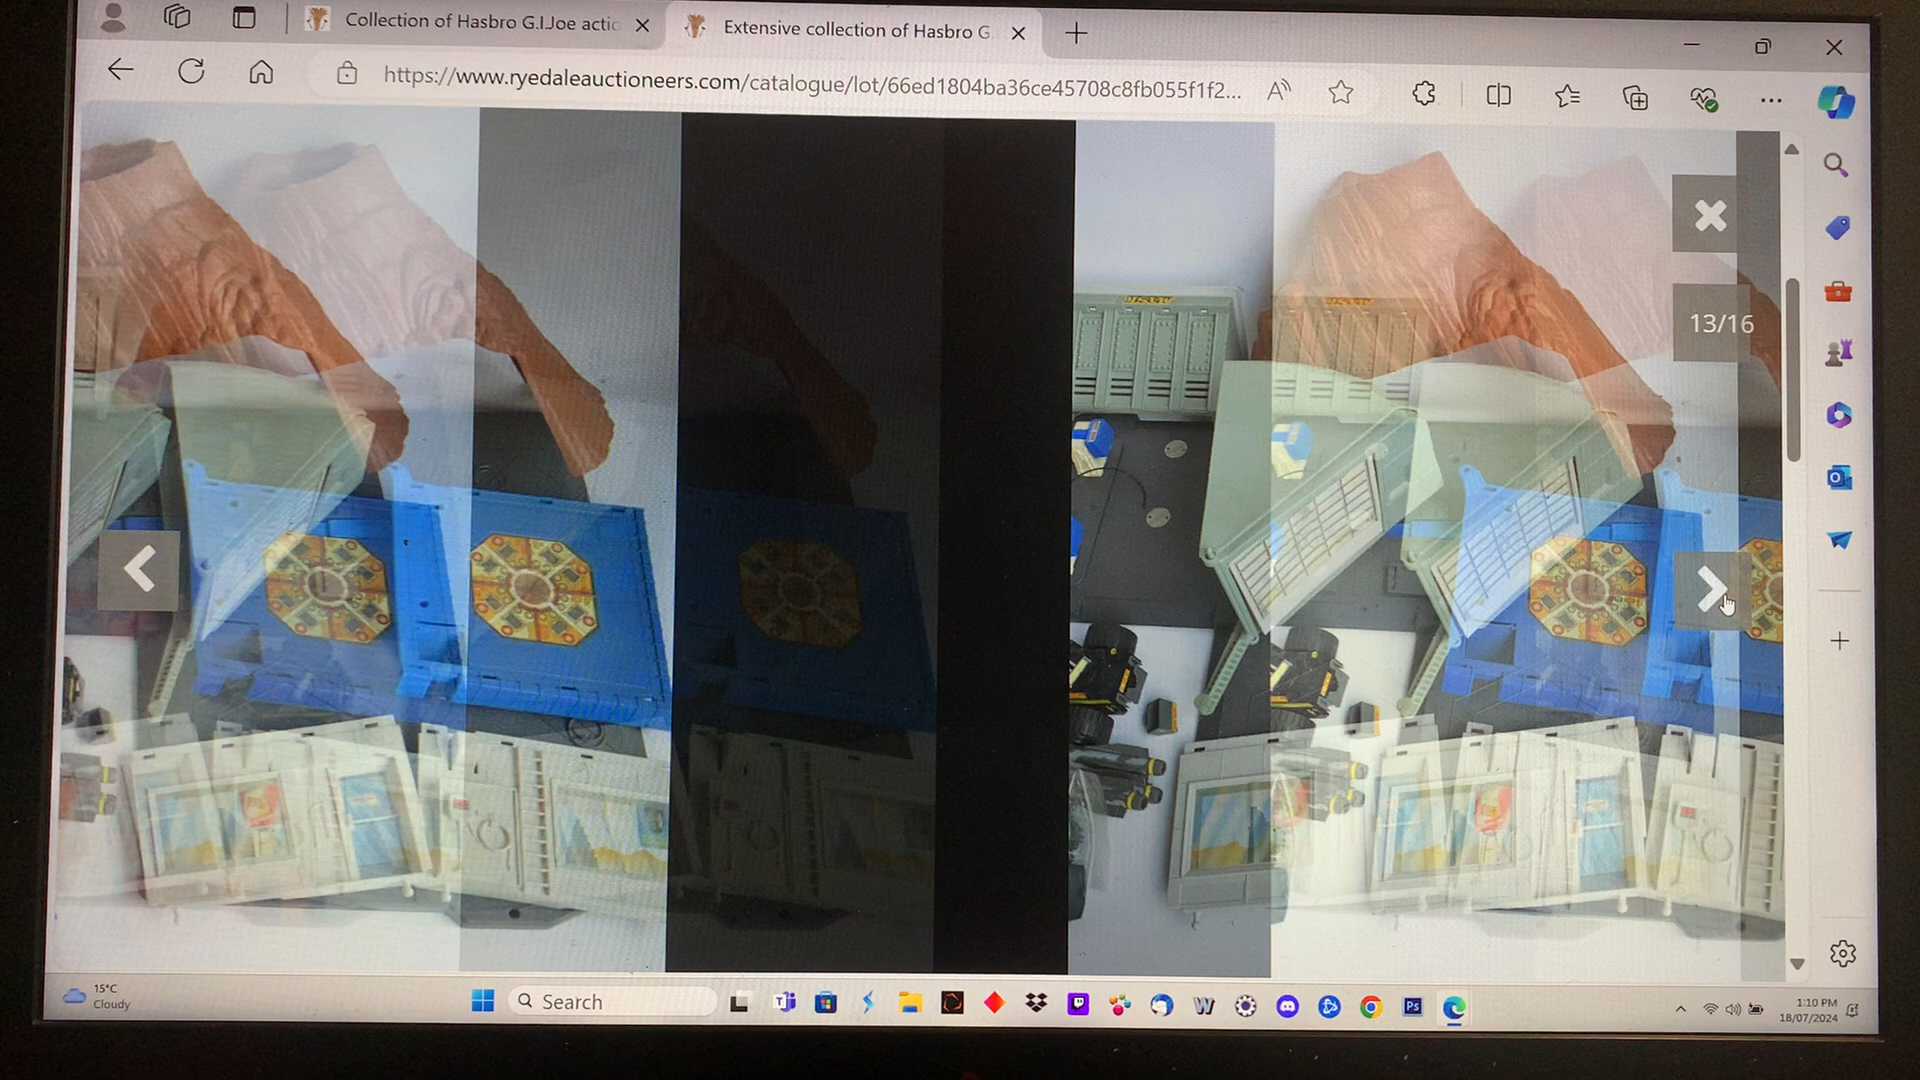 Collection of Hasbro G.I.Joe actic
Extensive collection of Hasbro G.
https://www.ryedaleauctioneers.com/catalogue/lot/66ed1804ba36ce45708c8fb055f1f2...
13/16
15°C
Cloudy
Search
1:10 PM
18/07/2024